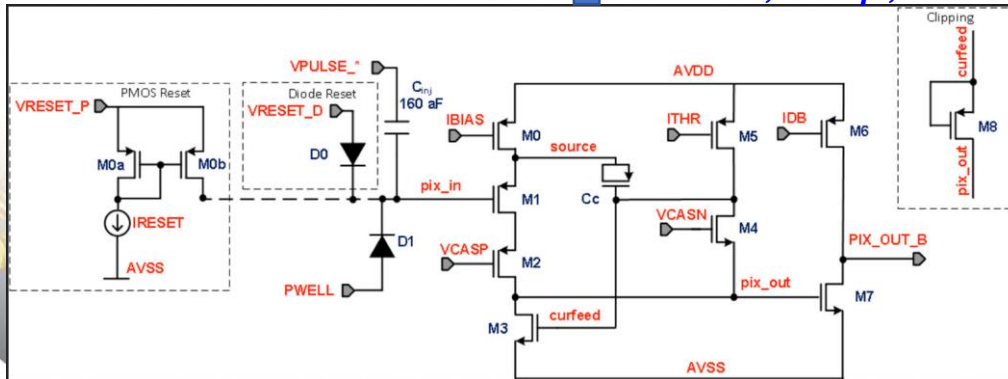 Clipping
curfeed
M8
pix_out
PMOS Reset
VRESET_P
M0a
M0b
IRESET
AVSS
Diode Reset
VRESET_D
D0
VPULSE_*
Cinj
160 aF
pix_in
D1
PWELL
AVDD
IBIAS
M0
source
M1
Cc
VCASP
M2
M3
curfeed
ITHR
M5
VCASN
M4
pix_out
IDB
M6
PIX_OUT_B
M7
AVSS